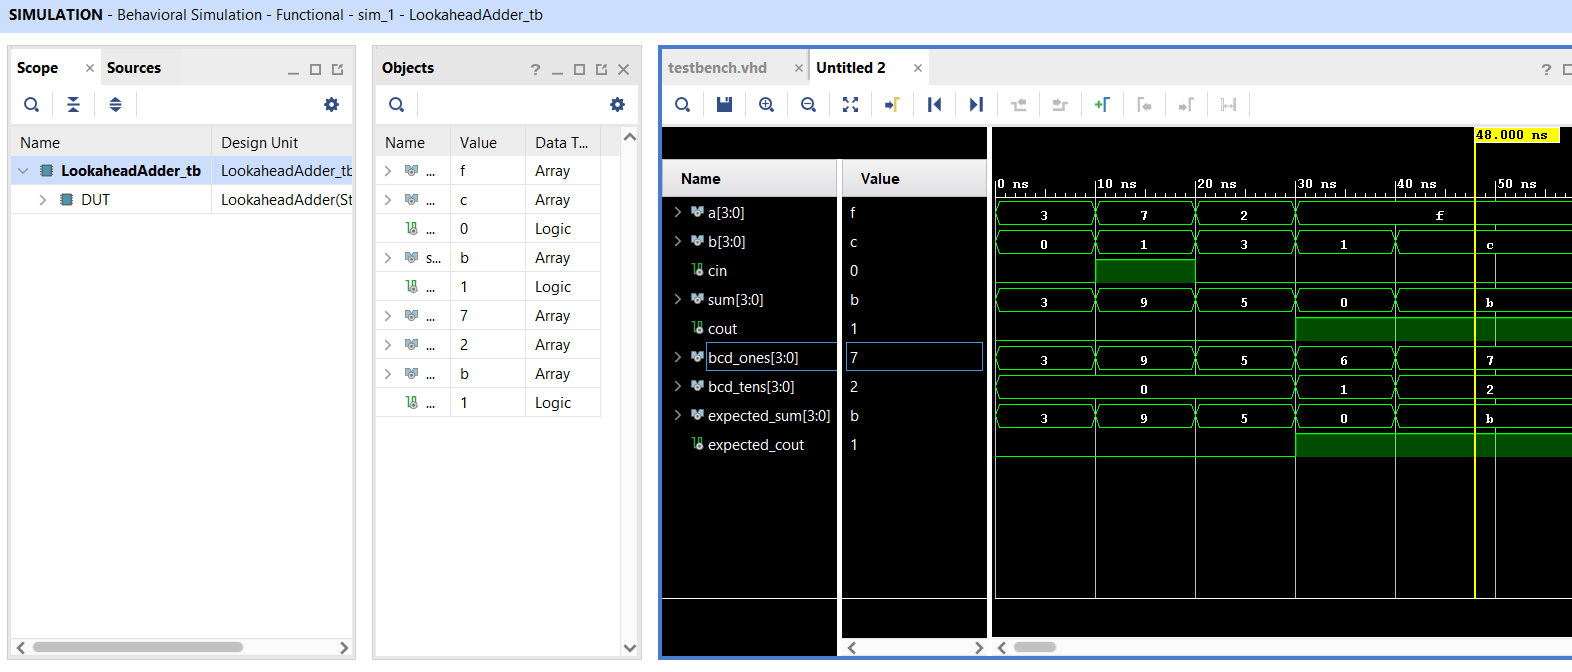 SIMULATION - Behavioral Simulation - Functional - sim_1 - LookaheadAdder_tb
Scope
Sources
Name Design Unit
LookaheadAdder_tb LookaheadAdder_tb
DUT LookaheadAdder(St
Objects
Name Value Data T...
... f Array
... c Array
... 0 Logic
s... b Array
... 1 Logic
... 7 Array
... 2 Array
... b Array
... 1 Logic
testbench.vhd
Untitled 2
48.000 ns
Name Value
0 ns 10 ns 20 ns 30 ns 40 ns 50 ns
a[3:0] f 3 7 2 f
b[3:0] c 0 1 3 1 c
cin 0
sum[3:0] b 3 9 5 0 b
cout 1
bcd_ones[3:0] 7 3 9 5 6 7
bcd_tens[3:0] 2 0 1 2
expected_sum[3:0] b 3 9 5 0 b
expected_cout 1